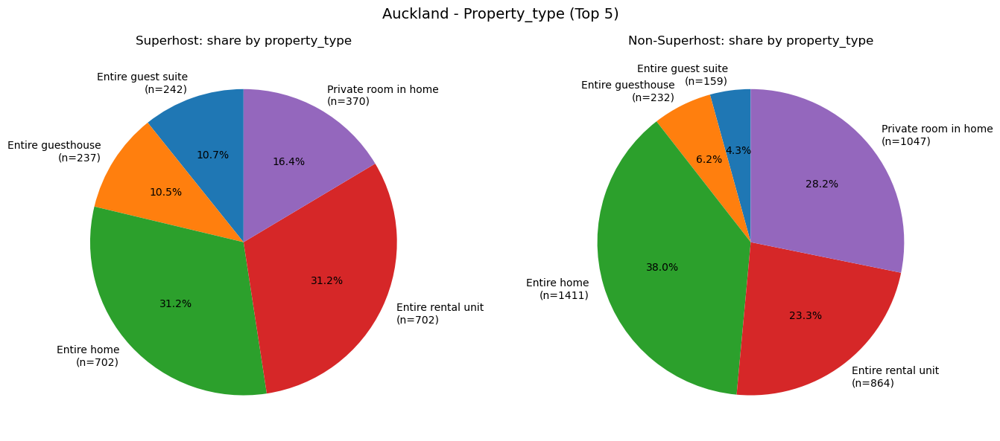 Auckland - Property_type (Top 5)
Superhost: share by property_type
Entire guest suite
(n=242)
Private room in home
(n=370)
Entire guesthouse
(n=237)
10.7%
16.4%
10.5%
31.2%
31.2%
Entire rental unit
(n=702)
Entire home
(n=702)
Non-Superhost: share by property_type
Entire guest suite
(n=159)
Entire guesthouse
(n=232)
Private room in home
(n=1047)
4.3%
6.2%
28.2%
38.0%
Entire home
(n=1411)
23.3%
Entire rental unit
(n=864)